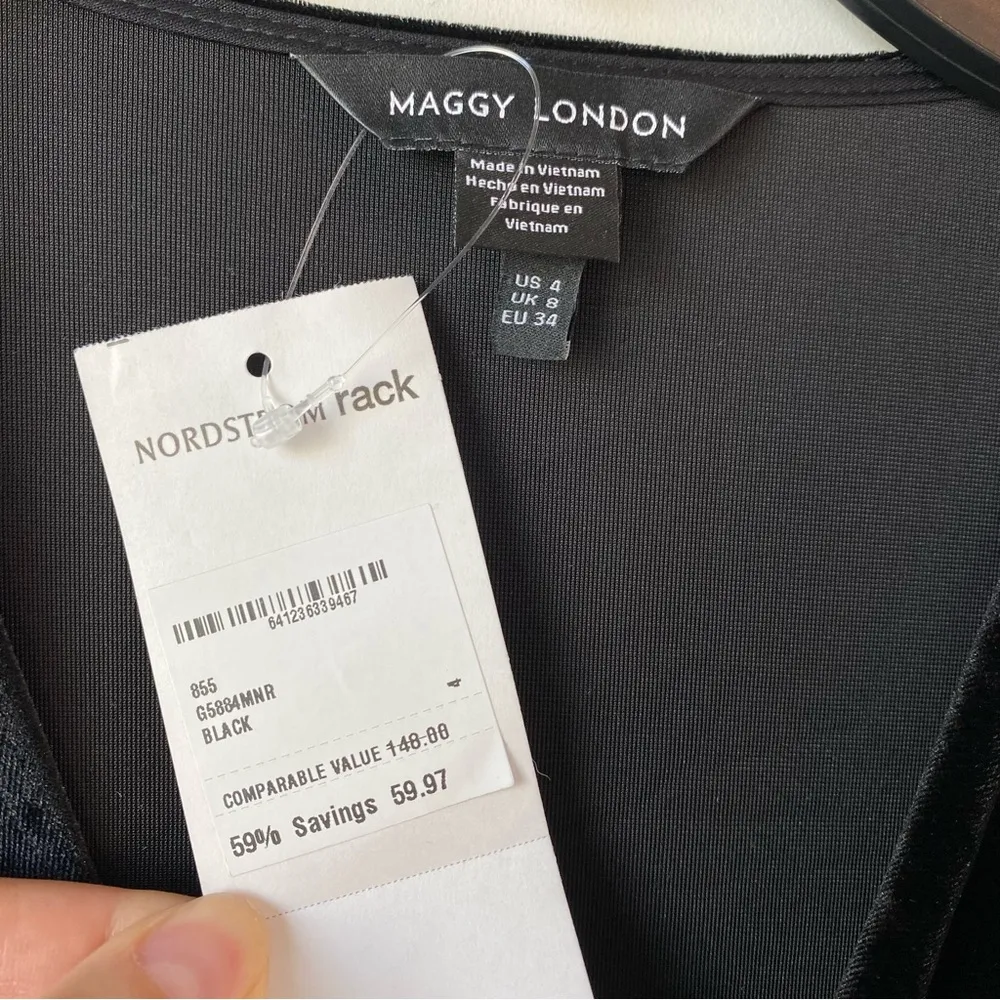 MAGGY LONDON
Made in Vietnam
Hecho en Vietnam
Fabrique en
Vietnam
US 4
UK 8
EU 34
NORDSTROM rack
641236339467
855
G5884MNR 4
BLACK
COMPARABLE VALUE 148.00
59% Savings 59.97